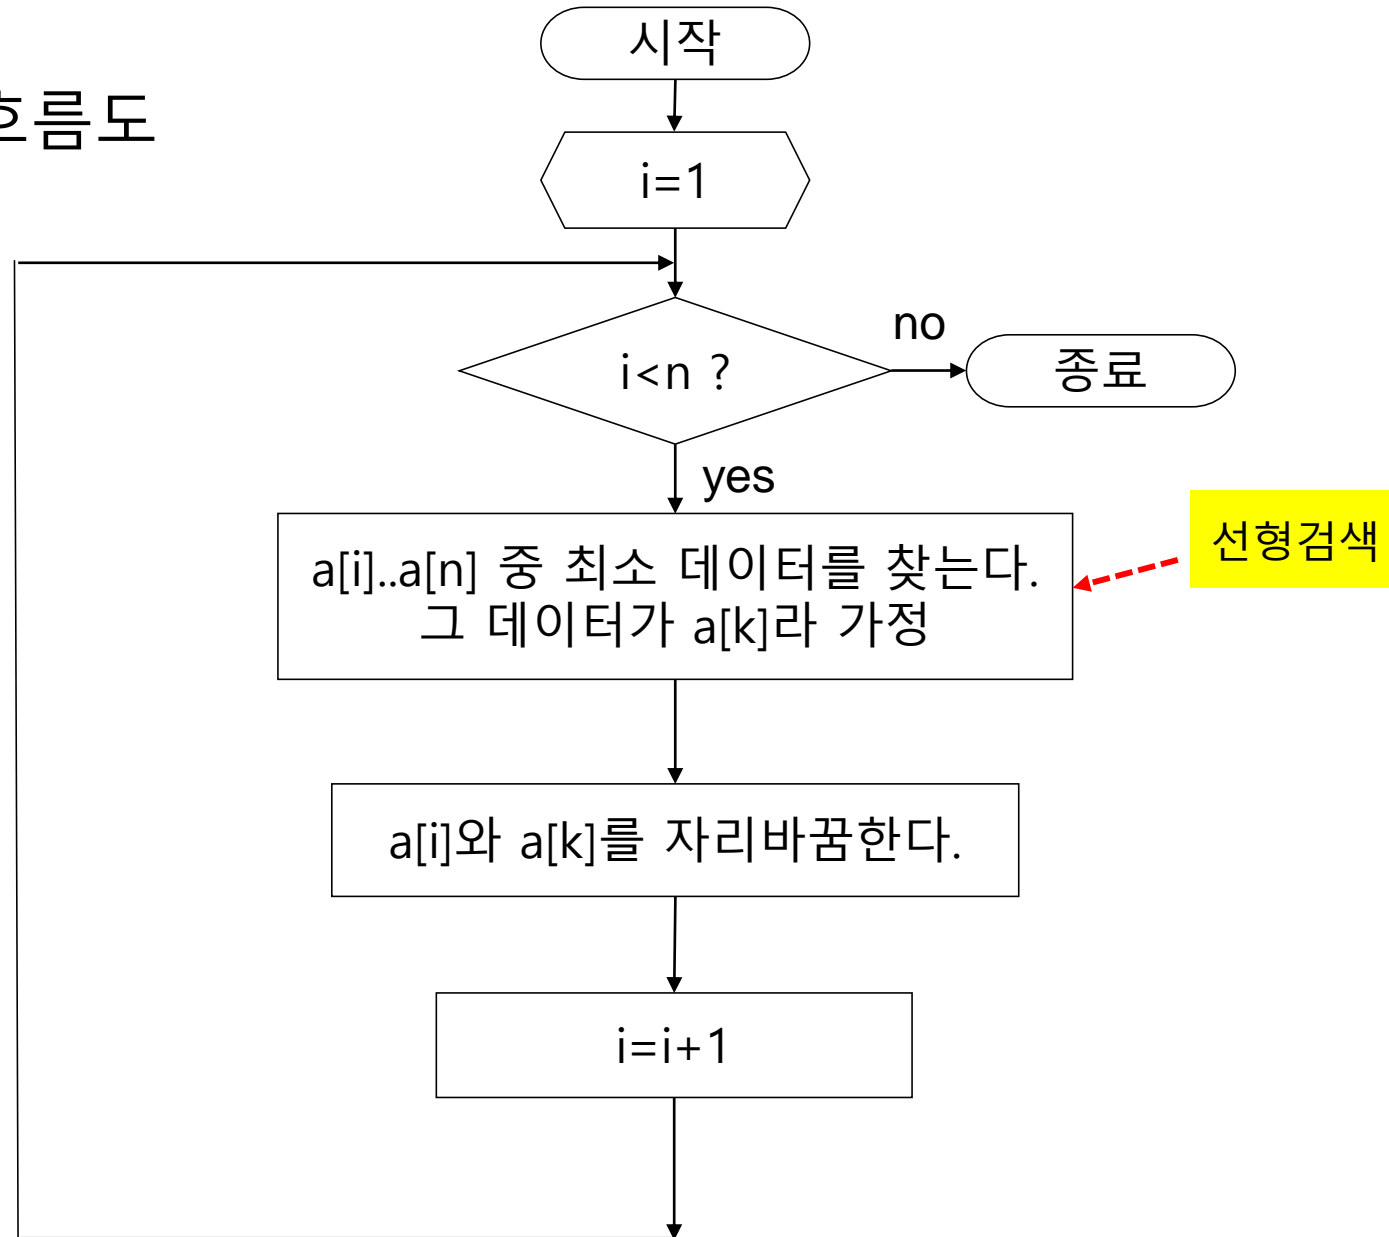 시작
흐름도
i=1
i<n ?
no
종료
yes
a[i]..a[n] 중 최소 데이터를 찾는다.
그 데이터가 a[k]라 가정
선형검색
a[i]와 a[k]를 자리바꿈한다.
i=i+1